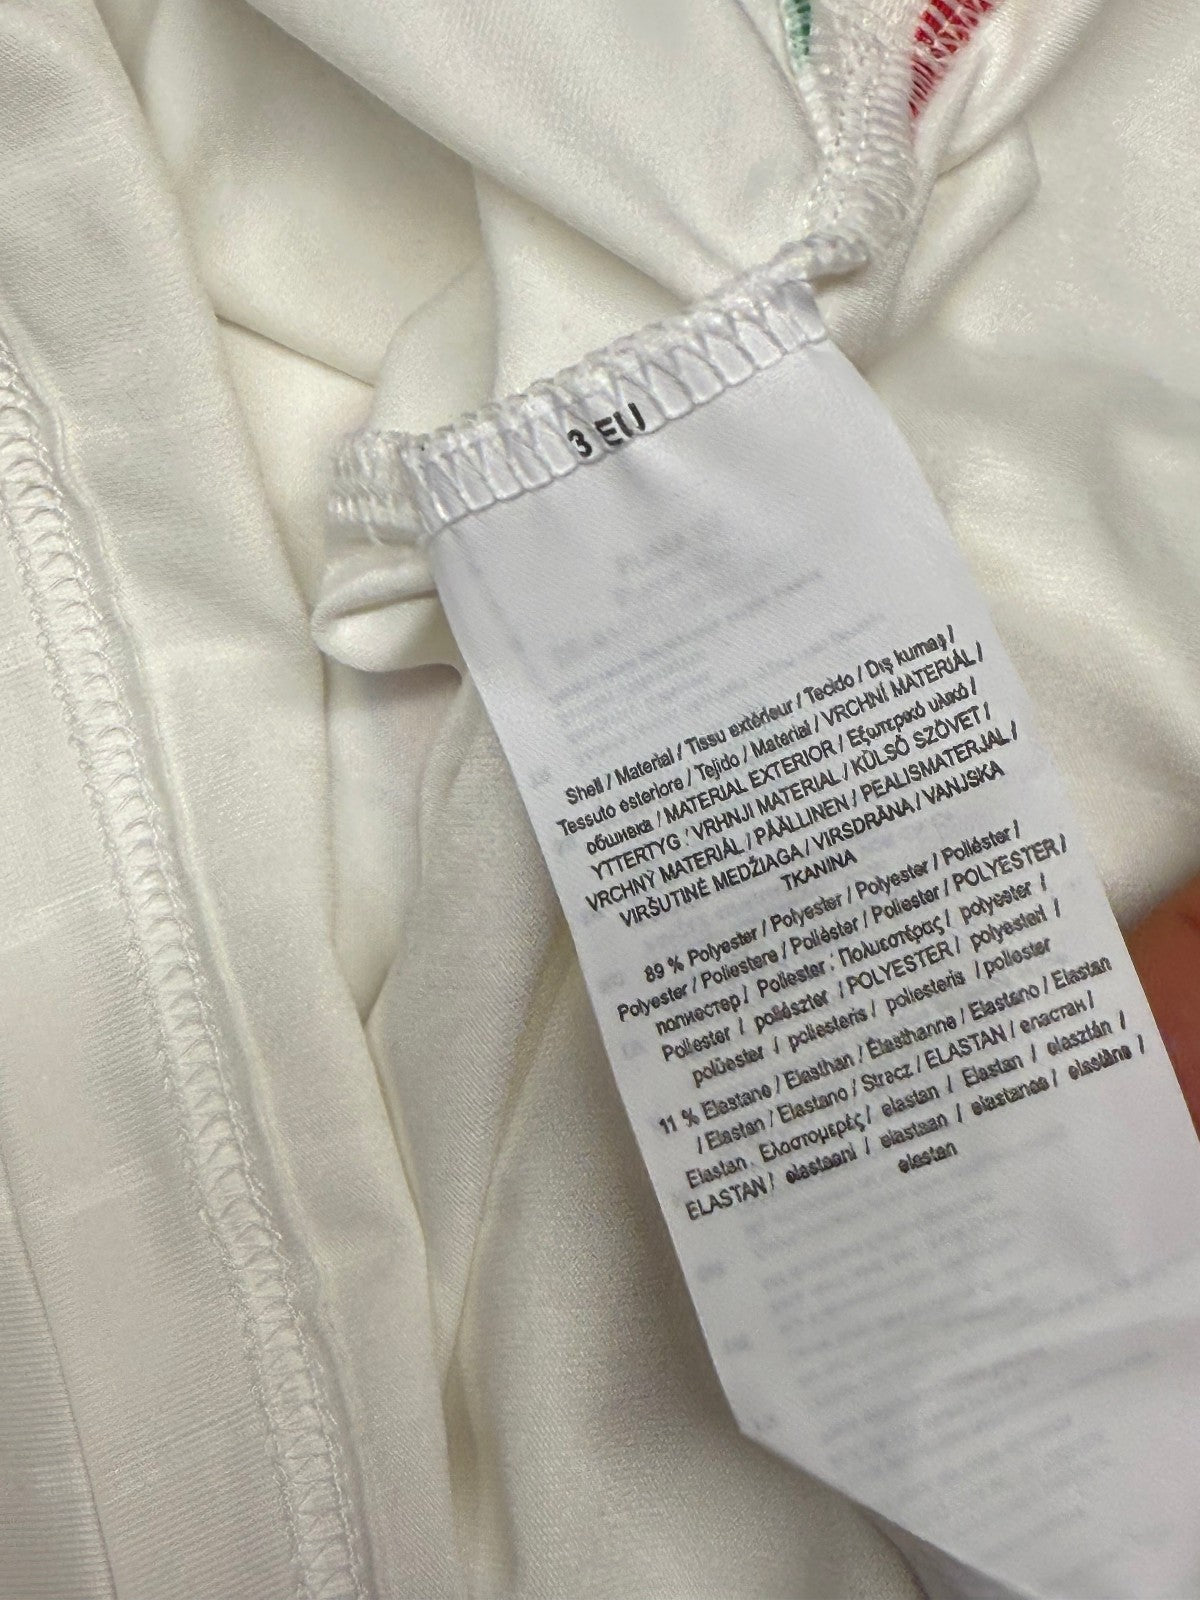 3 EU
Shell / Material / Tissu extérieur / Tecido / Dış kumaş /
Tessuto esteriore / Tejido / Material / VRCHNÍ MATERIÁL /
обшивка / MATERIAL EXTERIOR / Εξωτερικό υλικό /
YTTERTYG / VRHNJI MATERIAL / KÜLSŐ SZÖVET /
VRCHNÝ MATERIÁL / PÄÄLLINEN / PEALISMATERJAL /
VIRŠUTINĖ MEDŽIAGA / VIRSDRĀNA / VANJSKA
TKANINA
89 % Polyester / Polyester / Polyester / Poliéster /
Polyester / Poliestere / Poliéster / Poliester / POLYESTER /
полиестер / Poliester / Πολυεστέρας / polyester /
Poliester / poliészter / POLYESTER / polyesteri /
polüester / poliesteris / poliesteris / poliester
11 % Elastane / Elasthan / Élasthanne / Elastano / Elastan
/ Elastan / Elastano / Stracz / ELASTAN / еластан /
Elastan / Ελαστομερές / elastan / Elastan / elasztán /
ELASTAN / elastaani / elastaan / elastanas / elastāns /
elastan